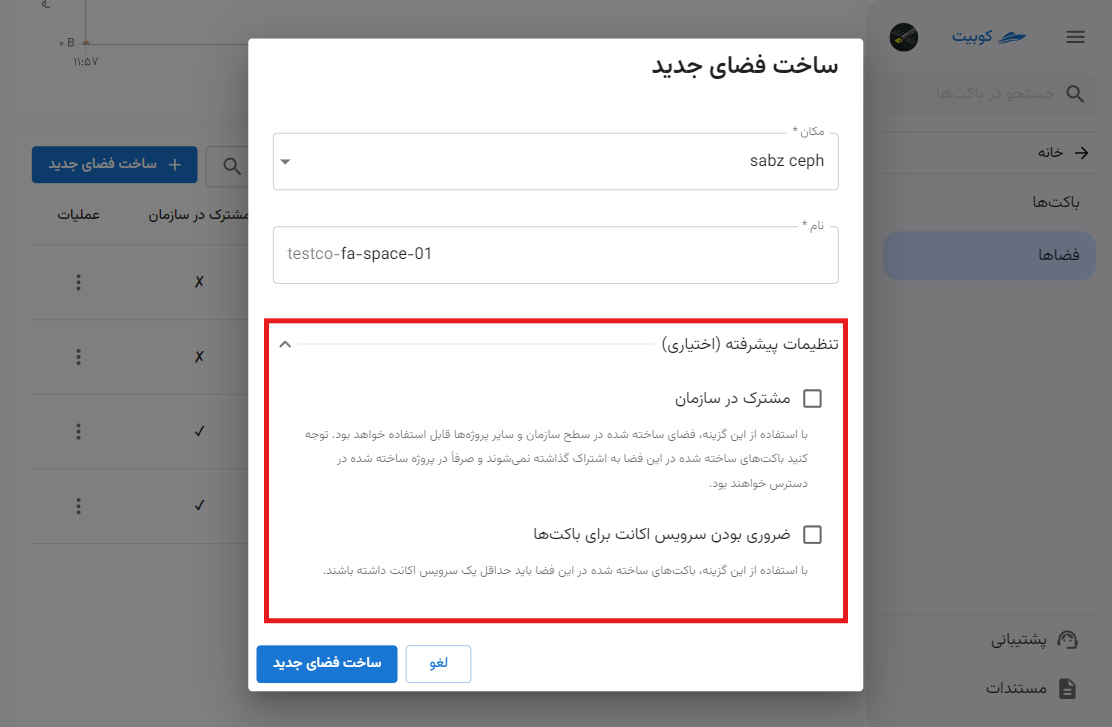 کوبیت
جستجو در باکت‌ها
خانه
باکت‌ها
فضاها
پشتیبانی
مستندات
۰ B
۱۱:۵۷
ساخت فضای جدید
مشترک در سازمان
عملیات
ساخت فضای جدید
مکان *
sabz ceph
نام *
testco-fa-space-01
تنظیمات پیشرفته (اختیاری)
مشترک در سازمان
با استفاده از این گزینه، فضای ساخته شده در سطح سازمان و سایر پروژه‌ها قابل استفاده خواهد بود. توجه
کنید باکت‌های ساخته شده در این فضا به اشتراک گذاشته نمی‌شوند و صرفاً در پروژه ساخته شده در
دسترس خواهند بود.
ضروری بودن سرویس اکانت برای باکت‌ها
با استفاده از این گزینه، باکت‌های ساخته شده در این فضا باید حداقل یک سرویس اکانت داشته باشند.
لغو
ساخت فضای جدید